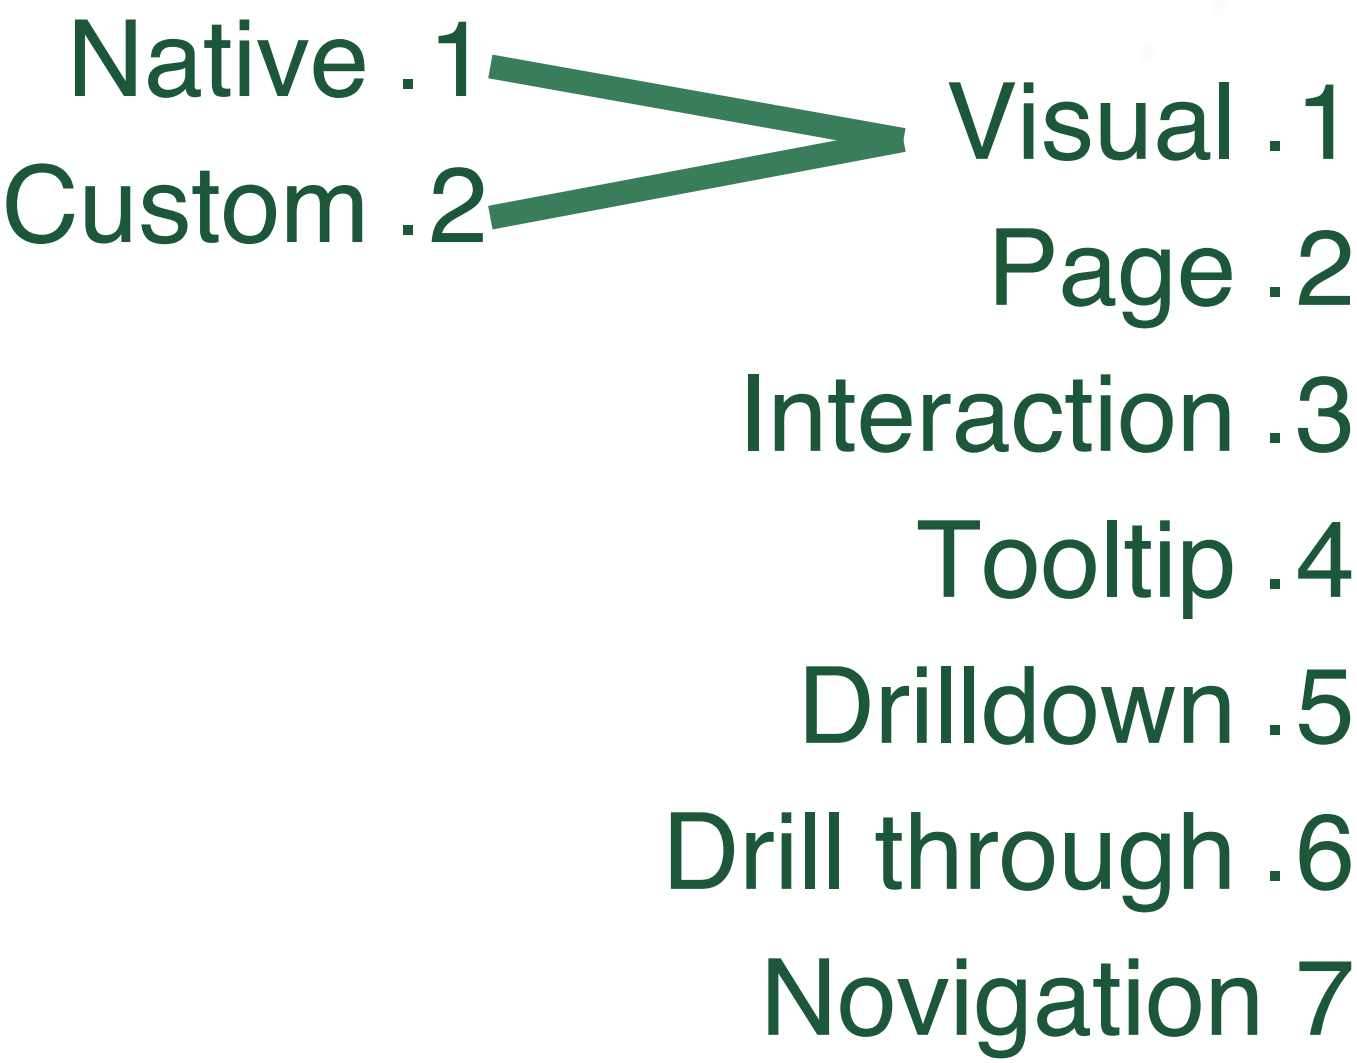 Native .1
Custom .2
Visual .1
Page .2
Interaction .3
Tooltip .4
Drilldown .5
Drill through .6
Novigation 7